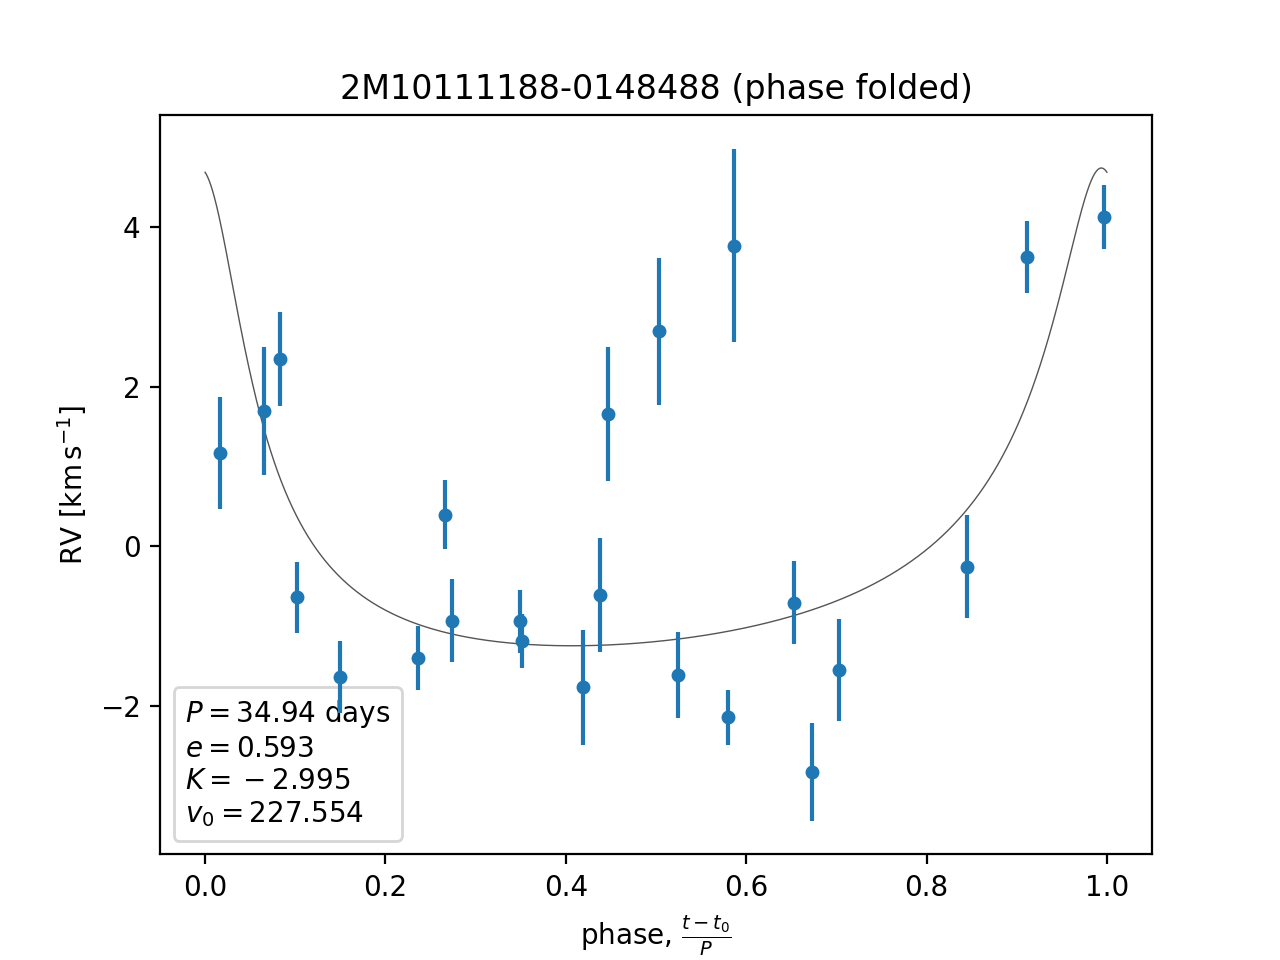 2M10111188-0148488 (phase folded)
RV [km s⁻¹]
4
2
0
−2
P = 34.94 days
e = 0.593
K = −2.995
v₀ = 227.554
0.0 0.2 0.4 0.6 0.8 1.0
phase, (t − t₀)/P